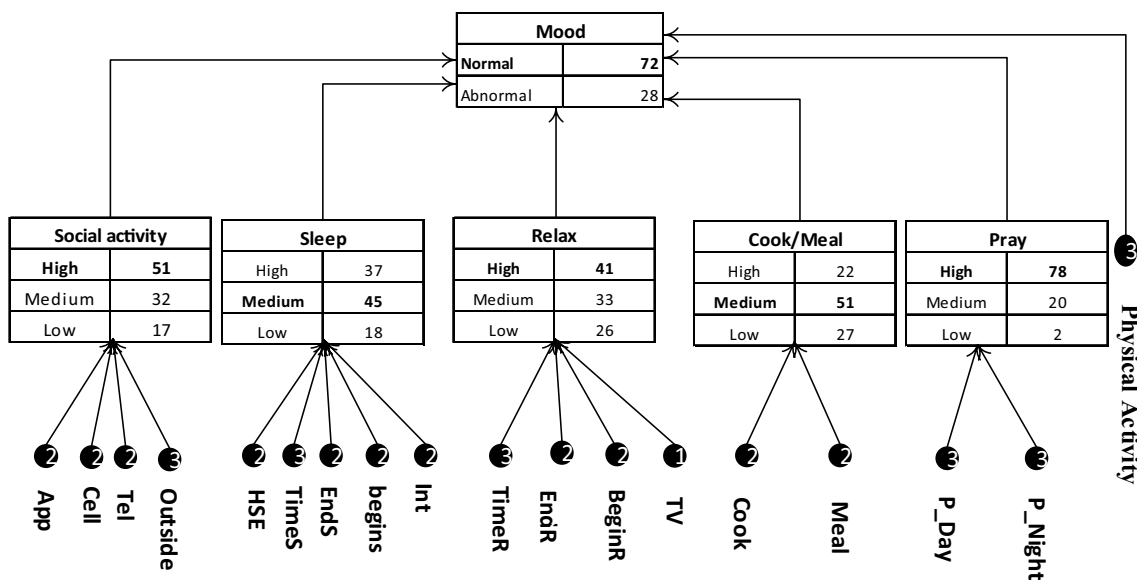 Mood
Normal 72
Abnormal 28
Social activity
High 51
Medium 32
Low 17
Sleep
High 37
Medium 45
Low 18
Relax
High 41
Medium 33
Low 26
Cook/Meal
High 22
Medium 51
Low 27
Pray
High 78
Medium 20
Low 2
3
Physical Activity
2 2 2 3 2 3 2 2 2 3 2 2 1 2 2 3 3
App
Cell
Tel
Outside
HSE
TimeS
EndS
begins
Int
TimeR
EndR
BeginR
TV
Cook
Meal
P_Day
P_Night